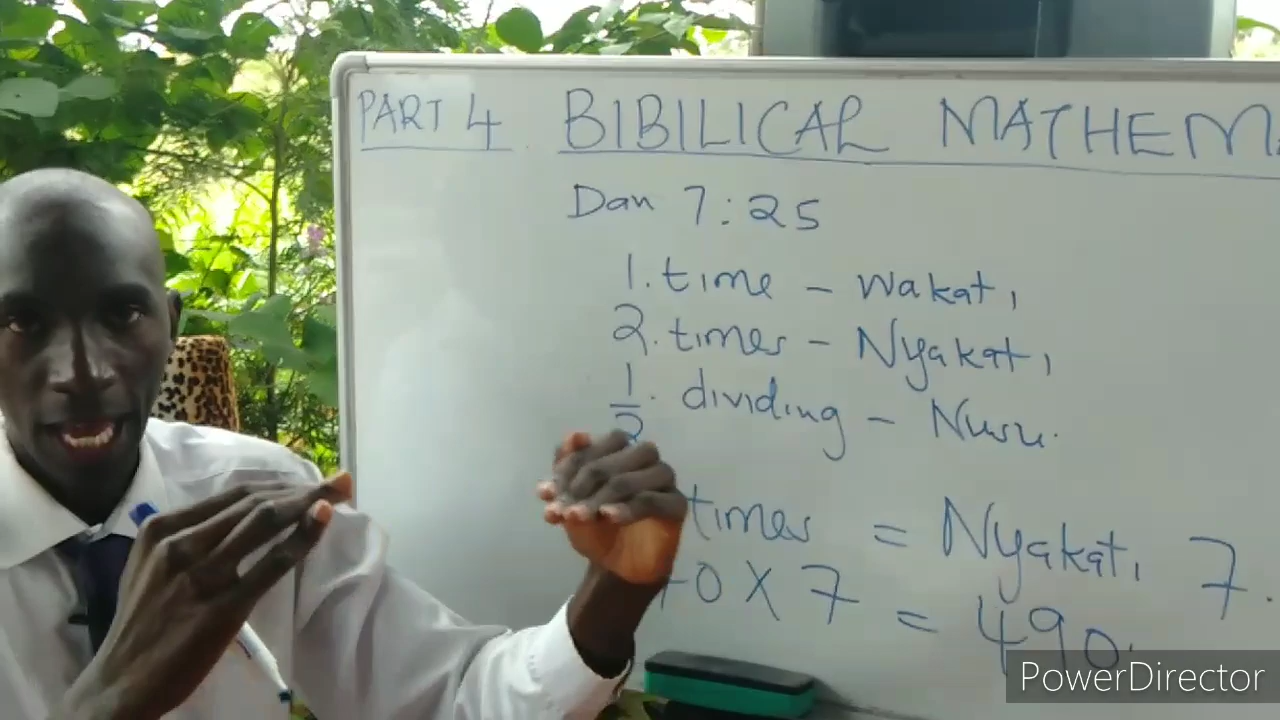 PART 4 BIBILICAL MATHEM
Dan 7:25
1. time - Wakati
2. times - Nyakati
1/2. dividing - Nusu.
times = Nyakati 7.
0 X 7 = 490.
PowerDirector